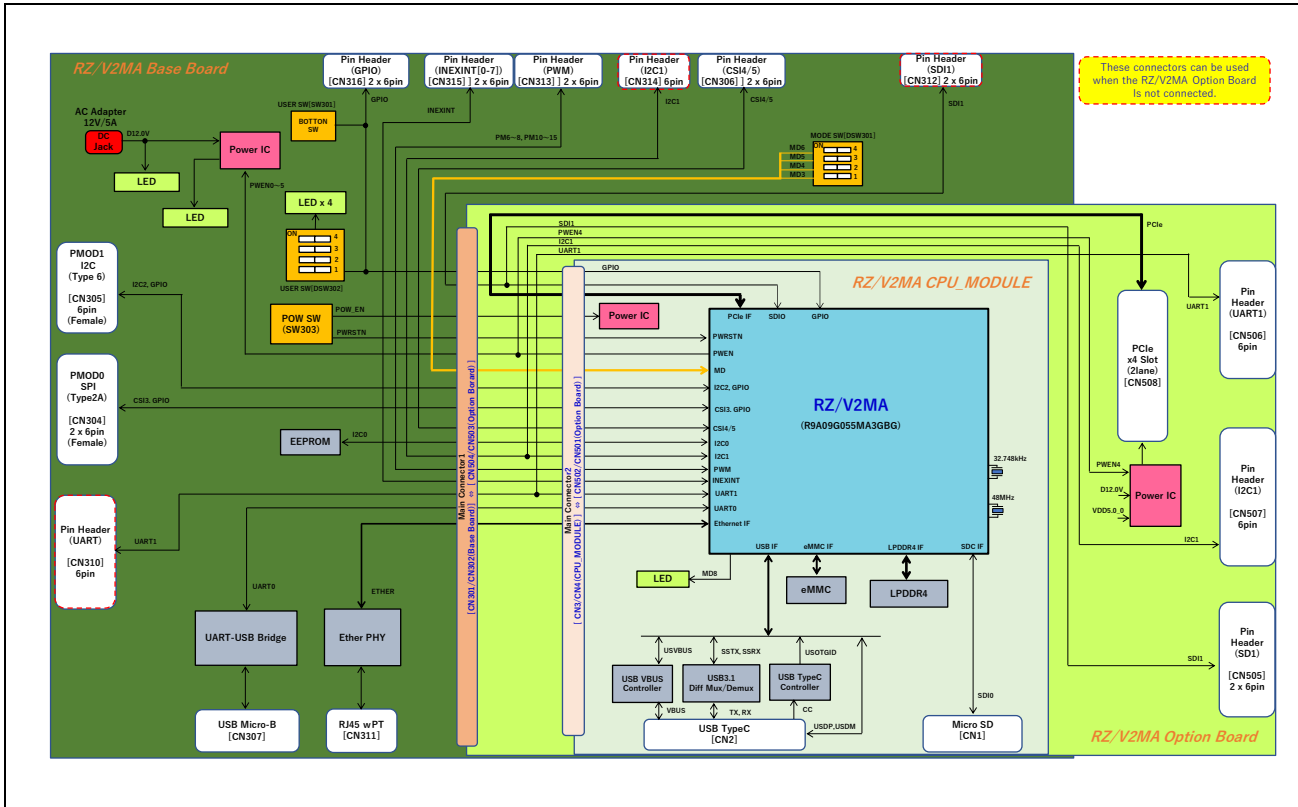 RZ/V2MA Base Board
Pin Header
(GPIO)
[CN316] 2 x 6pin
Pin Header
(INEXINT[0-7])
[CN315] ] 2 x 6pin
Pin Header
(PWM)
[CN313] ] 2 x 6pin
Pin Header
(I2C1)
[CN314] 6pin
Pin Header
(CSI4/5)
[CN306] ] 2 x 6pin
Pin Header
(SDI1)
[CN312] 2 x 6pin
These connectors can be used
when the RZ/V2MA Option Board
Is not connected.
GPIO
INEXINT
PM6～8, PM10～15
I2C1
CSI4/5
SDI1
AC Adapter
12V/5A
DC
Jack
D12.0V
Power IC
LED
LED
PWEN0～5
USER SW[SW301]
BOTTON
SW
MODE SW[DSW301]
MD6
MD5
MD4
MD3
ON
4
3
2
1
LED x 4
ON
4
3
2
1
USER SW[DSW302]
PMOD1
I2C
(Type 6)
[CN305]
6pin
(Female)
I2C2, GPIO
POW SW
(SW303)
POW_EN
PWRSTN
PMOD0
SPI
(Type2A)
[CN304]
2 x 6pin
(Female)
CSI3, GPIO
EEPROM
I2C0
Pin Header
(UART)
[CN310]
6pin
UART1
UART0
ETHER
UART-USB Bridge
Ether PHY
USB Micro-B
[CN307]
RJ45 wPT
[CN311]
Main Connector1
[CN301/CN302(Base Board)] ⇔ [ CN504/CN503(Option Borard) ]
Main Connector2
[ CN3/CN4(CPU_MODULE) ] ⇔ [CN502/CN501(Option Board) ]
SDI1
PWEN4
I2C1
UART1
PCIe
GPIO
RZ/V2MA CPU_MODULE
Power IC
PCIe IF
SDIO
GPIO
PWRSTN
PWEN
MD
I2C2, GPIO
CSI3. GPIO
CSI4/5
I2C0
I2C1
PWM
INEXINT
UART1
UART0
Ethernet IF
RZ/V2MA
(R9A09G055MA3GBG)
32.748kHz
48MHz
USB IF
eMMC IF
LPDDR4 IF
SDC IF
LED
MD8
eMMC
LPDDR4
USVBUS
SSTX, SSRX
USOTGID
USB VBUS
Controller
USB3.1
Diff Mux/Demux
USB TypeC
Controller
VBUS
TX, RX
CC
USDP,USDM
USB TypeC
[CN2]
SDI0
Micro SD
[CN1]
PCIe
x4 Slot
(2lane)
[CN508]
PWEN4
D12.0V
VDD5.0_0
Power IC
UART1
Pin
Header
(UART1)
[CN506]
6pin
I2C1
Pin
Header
(I2C1)
[CN507]
6pin
SDI1
Pin
Header
(SD1)
[CN505]
2 x 6pin
RZ/V2MA Option Board